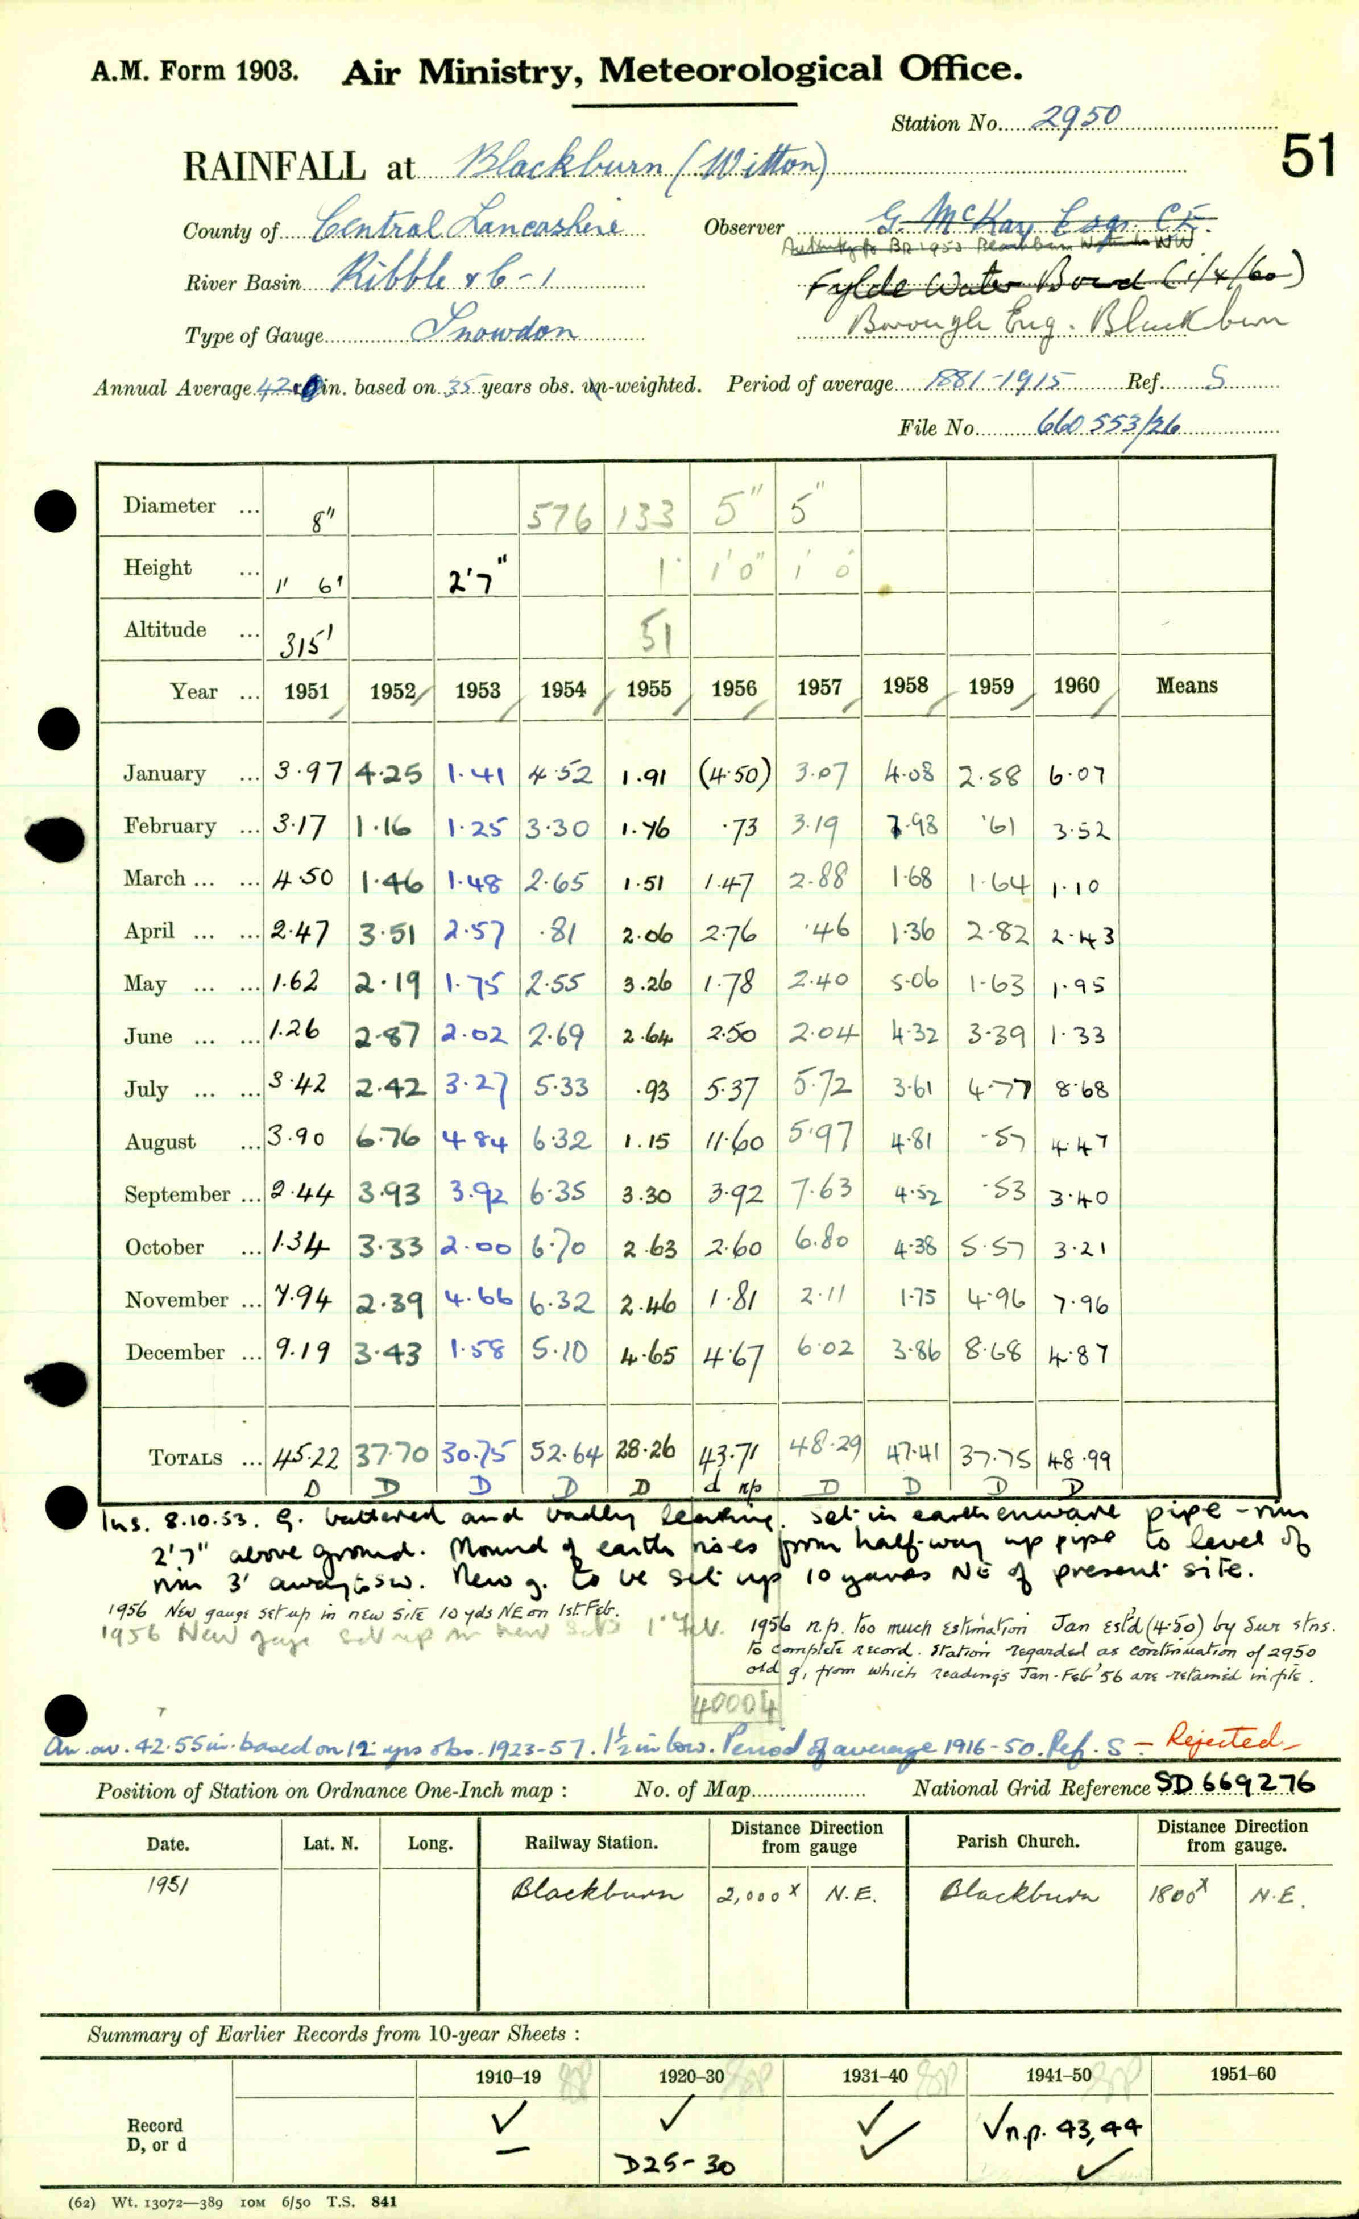 A.M. Form 1903. Air Ministry, Meteorological Office.
Station No. 2950
51
RAINFALL at Blackburn (Witton)
County of Central Lancashire Observer G. McKay Esqr. C.E.
River Basin Ribble & 6-1 Fylde Water Board (1/4/60)
Type of Gauge Snowdon Borough Eng. Blackburn
Annual Average 42.0 in. based on 35 years obs. un-weighted. Period of average 1881-1915 Ref. S
File No. 660553/26
Diameter ... 8" 576 133 5" 5"
Height ... 1' 6" 2'7" 1' 1'0" 1' 0
Altitude ... 315' 51
Year ... 1951 1952 1953 1954 1955 1956 1957 1958 1959 1960 Means
January ... 3.97 4.25 1.41 4.52 1.91 (4.50) 3.07 4.08 2.58 6.07
February ... 3.17 1.16 1.25 3.30 1.76 .73 3.19 7.98 .61 3.52
March ... ... 4.50 1.46 1.48 2.65 1.51 1.47 2.88 1.68 1.64 1.10
April ... ... 2.47 3.51 2.57 .81 2.06 2.76 .46 1.36 2.82 2.43
May ... ... 1.62 2.19 1.75 2.55 3.26 1.78 2.40 5.06 1.63 1.95
June ... ... 1.26 2.87 2.02 2.69 2.64 2.50 2.04 4.32 3.39 1.33
July ... ... 3.42 2.42 3.27 5.33 .93 5.37 5.72 3.61 4.77 8.68
August ... 3.90 6.76 4.84 6.32 1.15 11.60 5.97 4.81 .57 4.47
September ... 2.44 3.93 3.92 6.35 3.30 3.92 7.63 4.52 .53 3.40
October ... 1.34 3.33 2.00 6.70 2.63 2.60 6.80 4.38 5.57 3.21
November ... 7.94 2.39 4.66 6.32 2.46 1.81 2.11 1.75 4.96 7.96
December ... 9.19 3.43 1.58 5.10 4.65 4.67 6.02 3.86 8.68 4.87
TOTALS ... 45.22 37.70 30.75 52.64 28.26 43.71 48.29 47.41 37.75 48.99
D D D D D d np D D D D
Ins. 8.10.53. G. battered and badly leaking. Set in earthenware pipe - rim
2'7" above ground. Mound of earth rises from half-way up pipe to level of
rim 3' away to SW. New g. to be set up 10 yards NE of present site.
1956 New gauge set up in new site 10 yds NE on 1st Feb.
1956 New gauge set up in new site 1st Feb.
1956 n.p. too much estimation Jan est'd (4.50) by Sur stns.
to complete record. Station regarded as continuation of 2950
old g, from which readings Jan-Feb '56 are retained in file.
40004
An. av. 42.55 in. based on 12 yrs obs. 1923-57. 1½ in low. Period of average 1916-50. Ref. S - Rejected
Position of Station on Ordnance One-Inch map : No. of Map National Grid Reference SD 669276
Date. Lat. N. Long. Railway Station. Distance Direction from gauge Parish Church. Distance Direction from gauge.
1951 Blackburn 2,000x N.E. Blackburn 1800x N.E.
Summary of Earlier Records from 10-year Sheets :
1910-19 1920-30 1931-40 1941-50 1951-60
Record
D, or d
✓ ✓ ✓ ✓ n.p. 43,44
— D25-30 ✓ ✓
(62) Wt. 13072—389 10M 6/50 T.S. 841